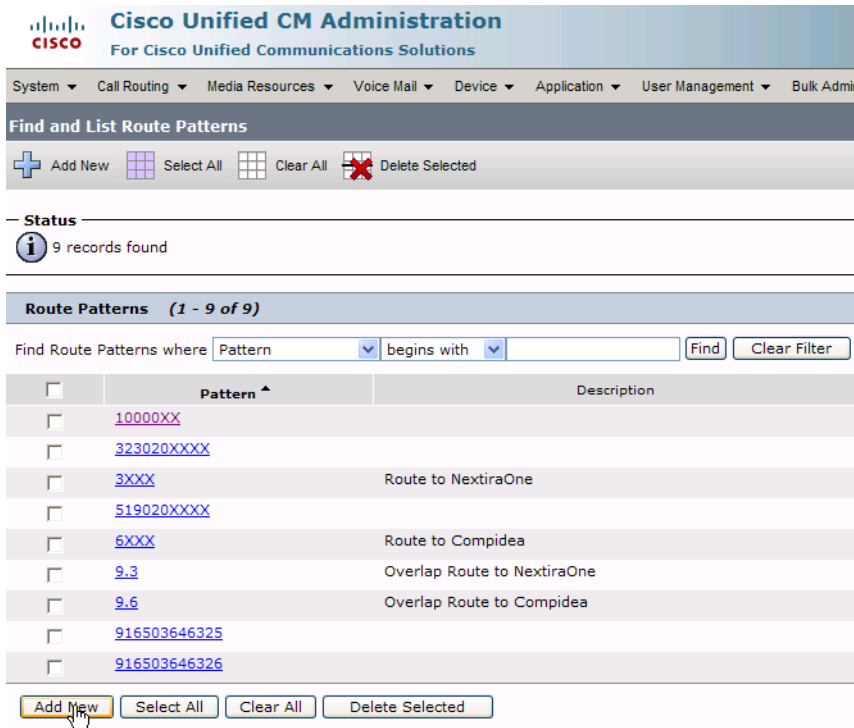 Cisco Unified CM Administration
CISCO
For Cisco Unified Communications Solutions
System Call Routing Media Resources Voice Mail Device Application User Management Bulk Admi
Find and List Route Patterns
Add New Select All Clear All Delete Selected
Status
i 9 records found
Route Patterns (1 - 9 of 9)
Find Route Patterns where Pattern begins with Find Clear Filter
Pattern Description
10000XX
323020XXXX
3XXX Route to NextiraOne
519020XXXX
6XXX Route to Compidea
9.3 Overlap Route to NextiraOne
9.6 Overlap Route to Compidea
916503646325
916503646326
Add New Select All Clear All Delete Selected